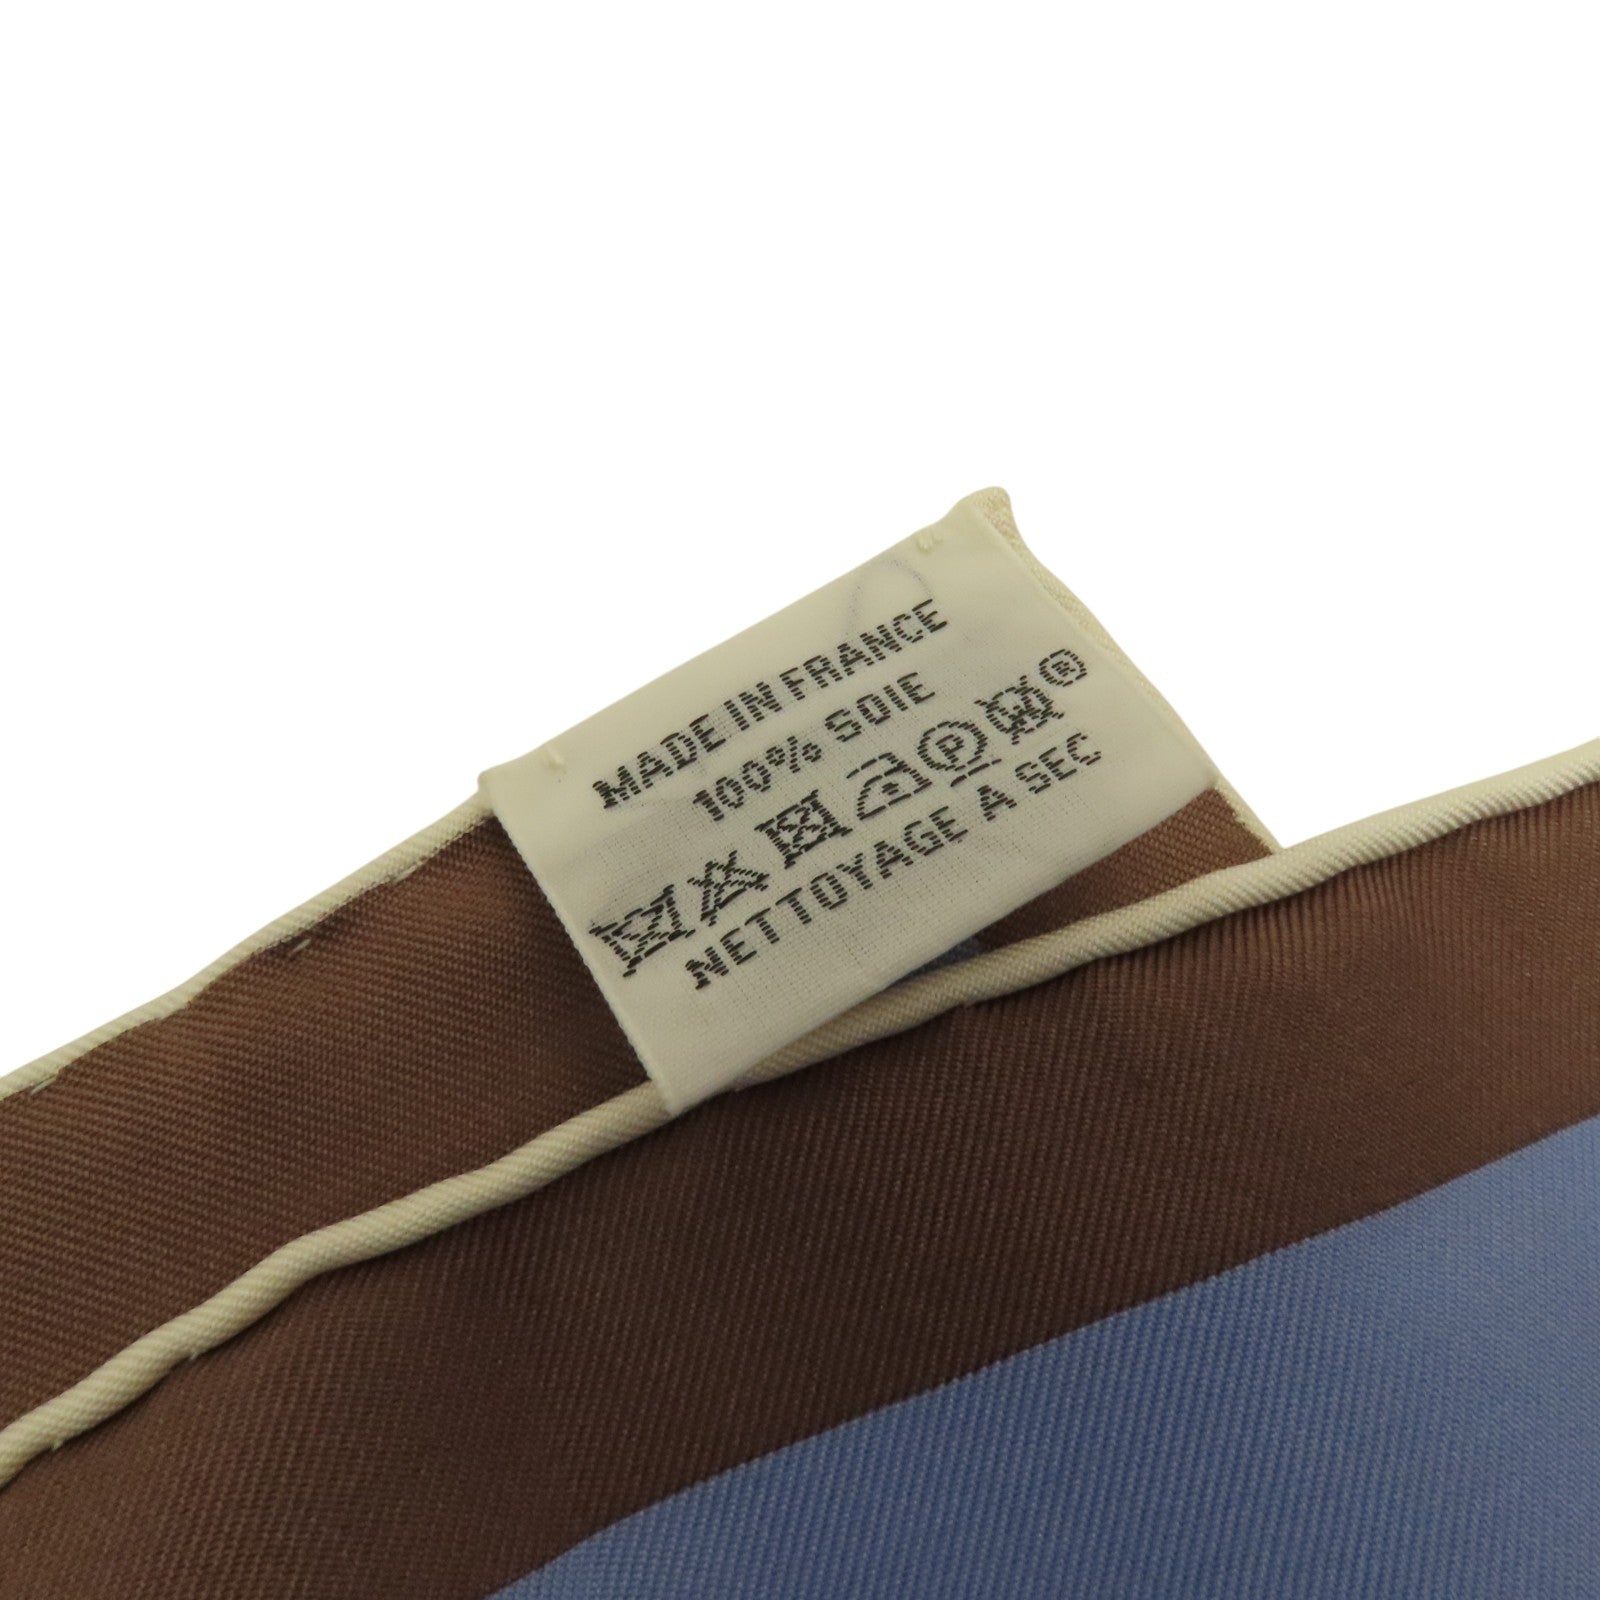 MADE IN FRANCE
100% SOIE
Ⓟ ®
NETTOYAGE A SEC